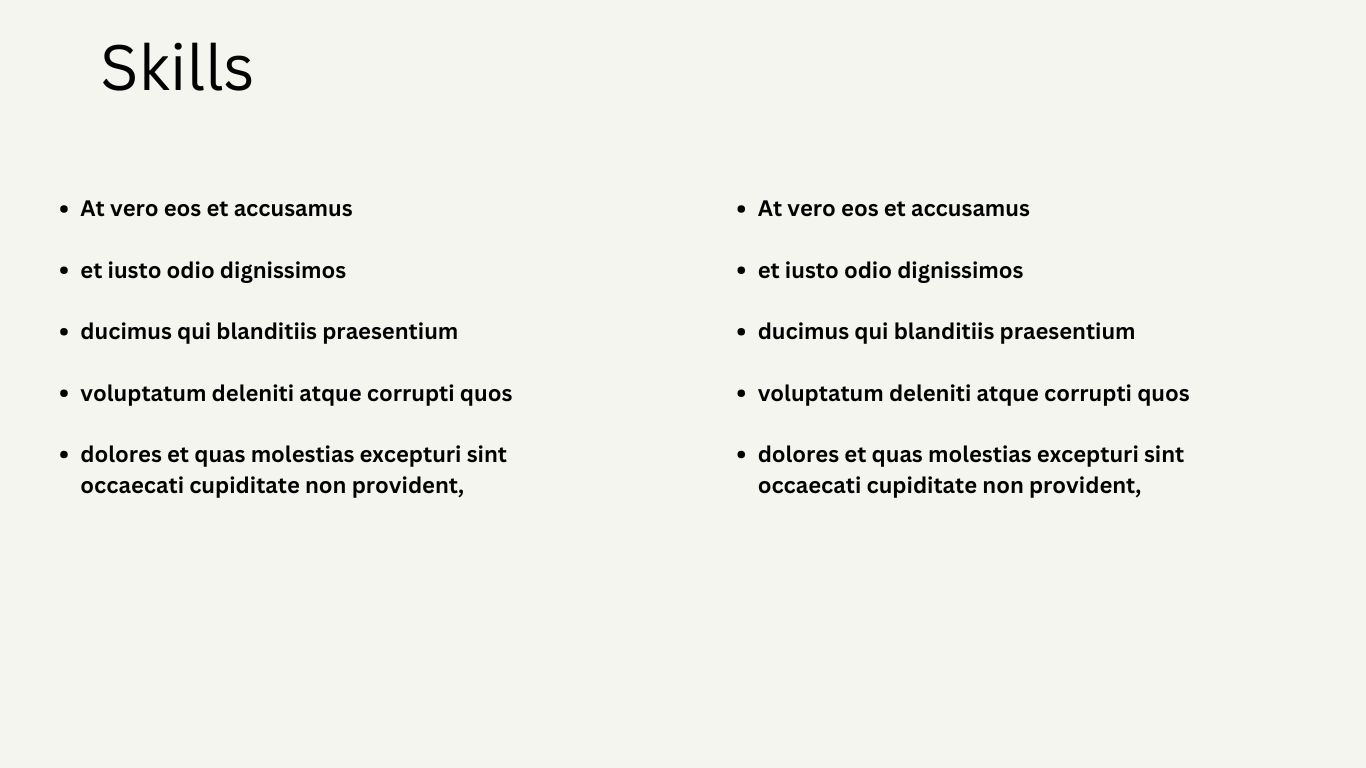 Skills
At vero eos et accusamus
et iusto odio dignissimos
ducimus qui blanditiis praesentium
voluptatum deleniti atque corrupti quos
dolores et quas molestias excepturi sint
occaecati cupiditate non provident,
At vero eos et accusamus
et iusto odio dignissimos
ducimus qui blanditiis praesentium
voluptatum deleniti atque corrupti quos
dolores et quas molestias excepturi sint
occaecati cupiditate non provident,